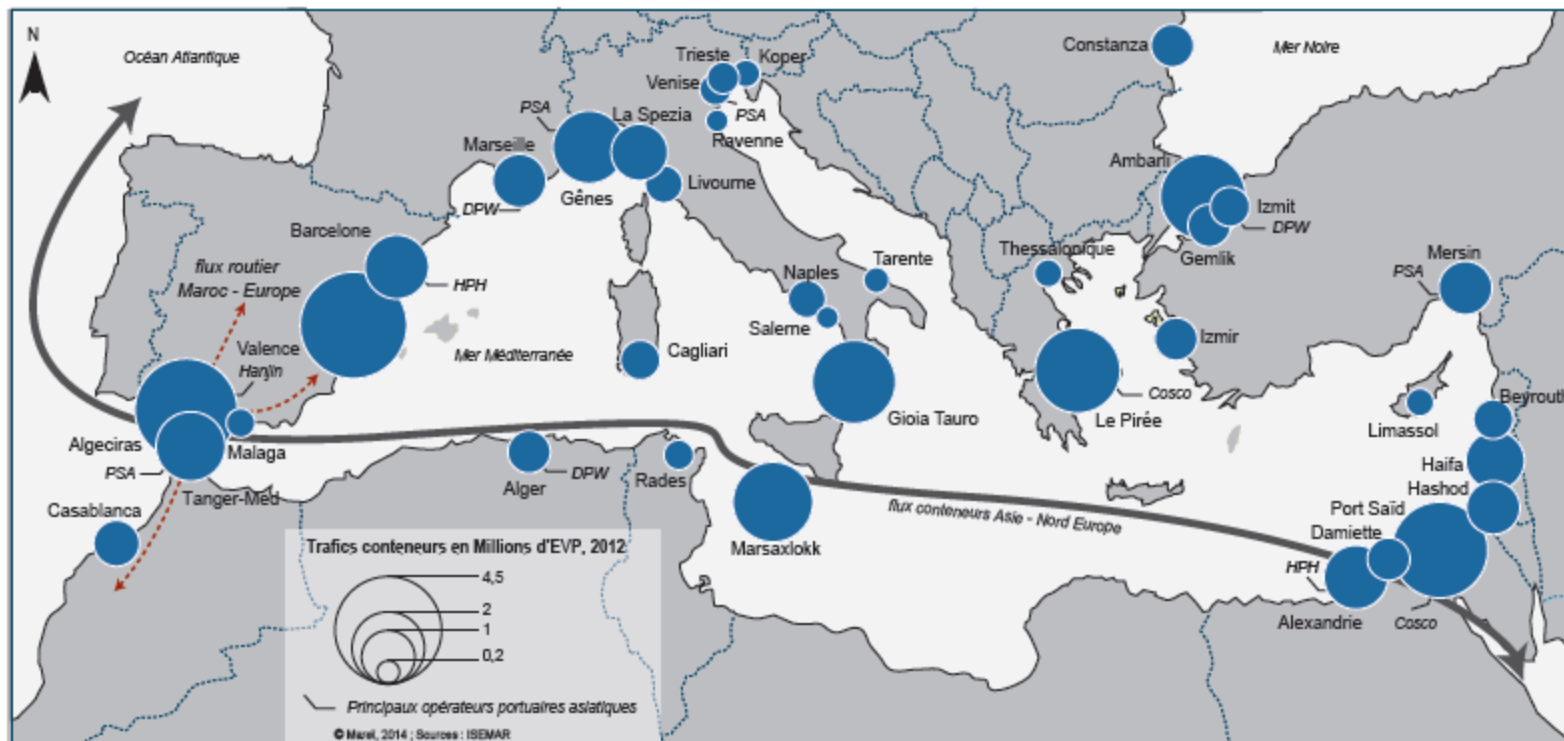 N
Océan Atlantique
Constanza
Mer Noire
Trieste
Koper
Venise
PSA
La Spezia
PSA
Ravenne
Marseille
Ambarli
Livourne
Gênes
DPW
Izmit
DPW
Gemlik
Barcelone
flux routier
Maroc - Europe
HPH
Thessalonique
Tarente
Naples
Mersin
PSA
Salerne
Valence
Hanjin
Mer Méditerranée
Cagliari
Izmir
Cosco
Gioia Tauro
Le Pirée
Beyrouth
Limassol
Algeciras
Malaga
PSA
Tanger-Med
Alger
DPW
Rades
Haifa
Hashod
Casablanca
flux conteneurs Asie - Nord Europe
Port Saïd
Damiette
Marsaxlokk
HPH
Alexandrie
Cosco
Trafics conteneurs en Millions d'EVP, 2012
4,5
2
1
0,2
Principaux opérateurs portuaires asiatiques
© Marel, 2014 ; Sources : ISEMAR